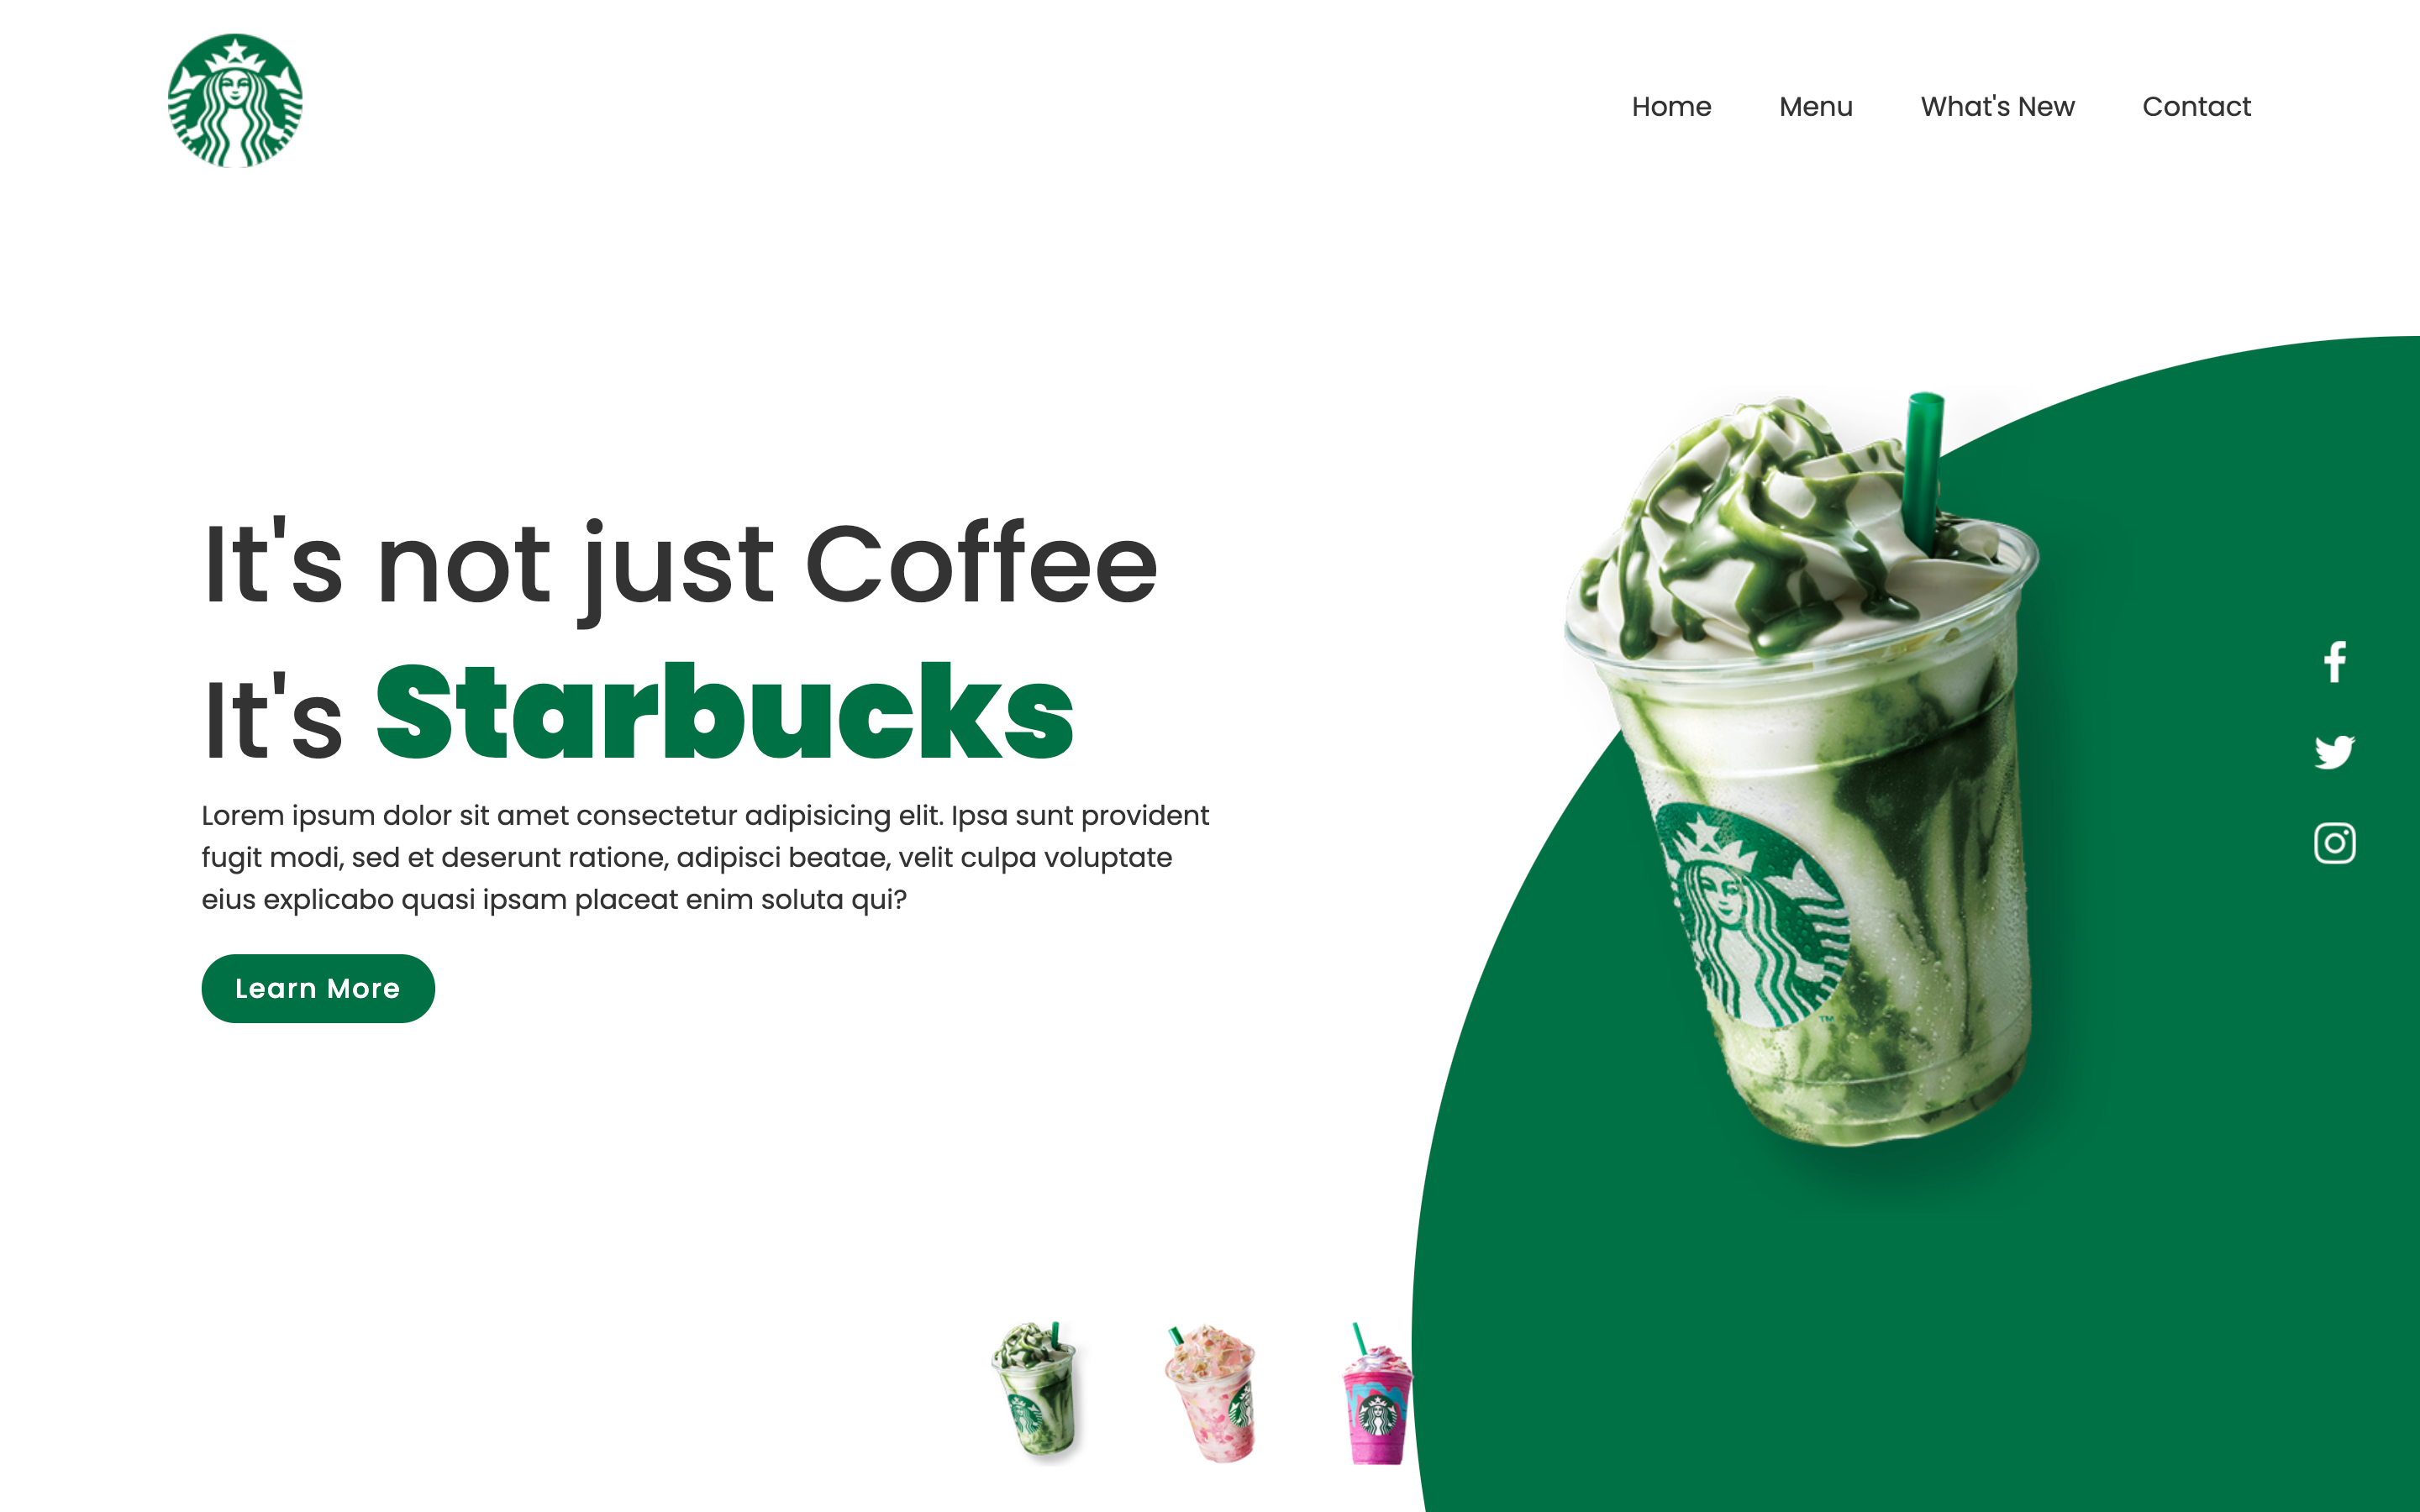 Home Menu What's New Contact
It's not just Coffee
It's Starbucks
Lorem ipsum dolor sit amet consectetur adipisicing elit. Ipsa sunt provident
fugit modi, sed et deserunt ratione, adipisci beatae, velit culpa voluptate
eius explicabo quasi ipsam placeat enim soluta qui?
Learn More
TM